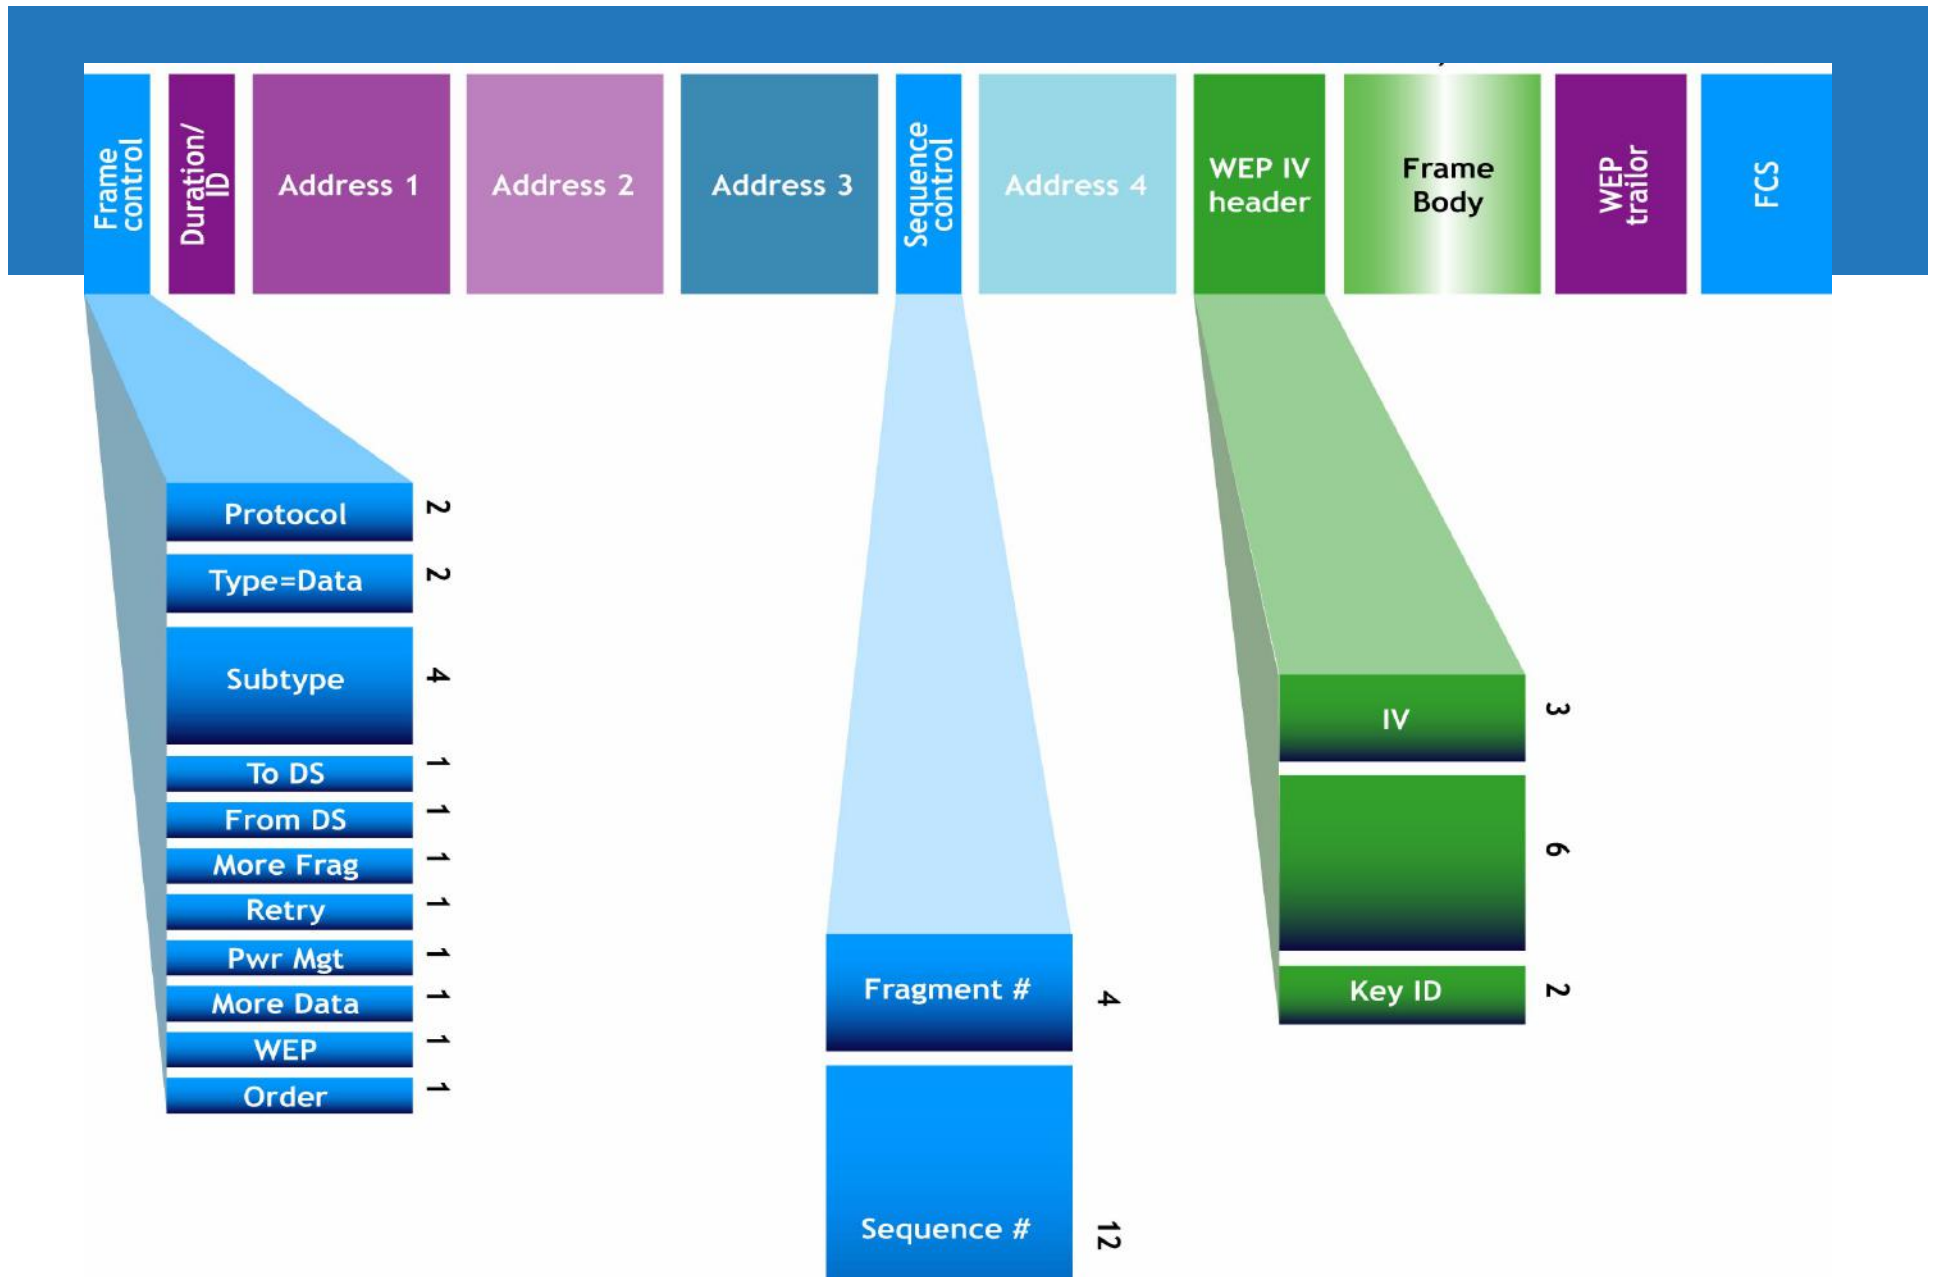 Frame
control
Duration/
ID
Address 1
Address 2
Address 3
Sequence
control
Address 4
WEP IV
header
Frame
Body
WEP
trailor
FCS
Protocol
2
Type=Data
2
Subtype
4
To DS
1
From DS
1
More Frag
1
Retry
1
Pwr Mgt
1
More Data
1
WEP
1
Order
1
Fragment #
4
Sequence #
12
IV
3
6
Key ID
2